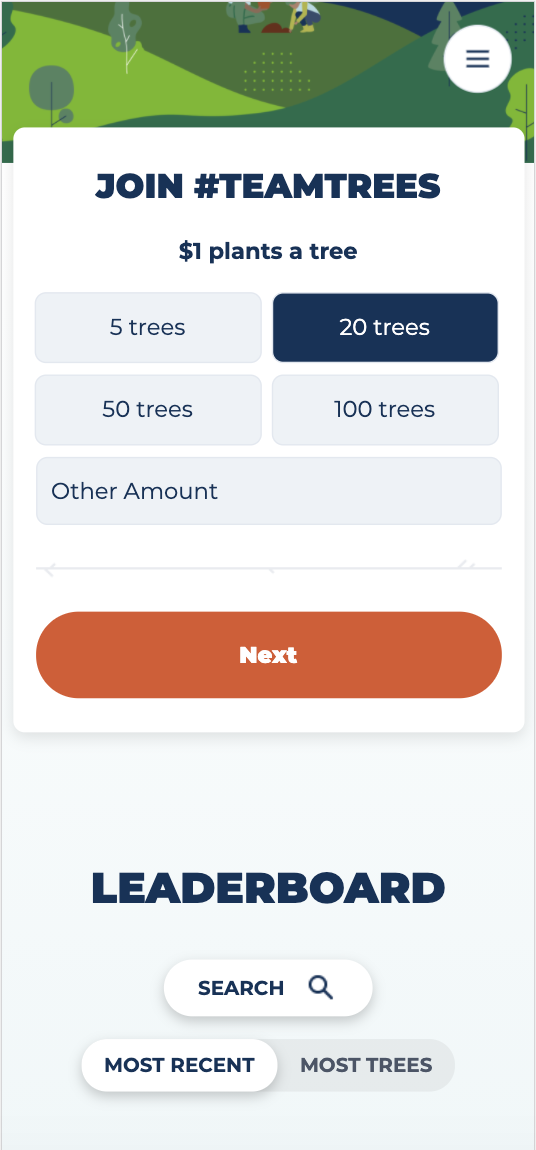 JOIN #TEAMTREES
$1 plants a tree
5 trees
20 trees
50 trees
100 trees
Other Amount
Next
LEADERBOARD
SEARCH
MOST RECENT
MOST TREES